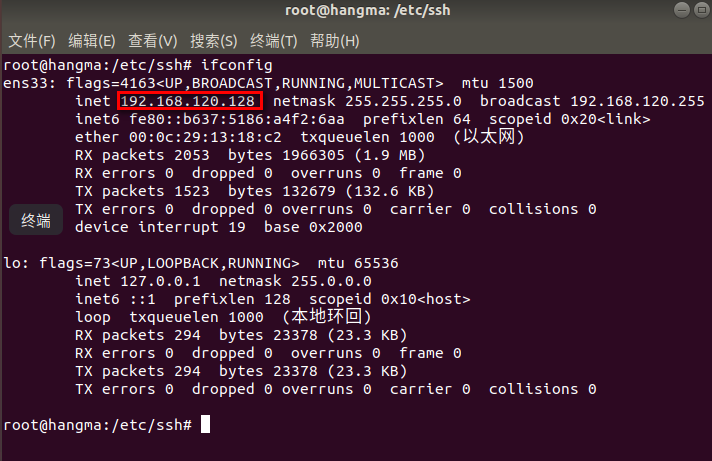 root@hangma: /etc/ssh
文件(F) 编辑(E) 查看(V) 搜索(S) 终端(T) 帮助(H)
root@hangma:/etc/ssh# ifconfig
ens33: flags=4163<UP,BROADCAST,RUNNING,MULTICAST>  mtu 1500
        inet 192.168.120.128  netmask 255.255.255.0  broadcast 192.168.120.255
        inet6 fe80::b637:5186:a4f2:6aa  prefixlen 64  scopeid 0x20<link>
        ether 00:0c:29:13:18:c2  txqueuelen 1000  (以太网)
        RX packets 2053  bytes 1966305 (1.9 MB)
        RX errors 0  dropped 0  overruns 0  frame 0
        TX packets 1523  bytes 132679 (132.6 KB)
        TX errors 0  dropped 0 overruns 0  carrier 0  collisions 0
终端
        device interrupt 19  base 0x2000
lo: flags=73<UP,LOOPBACK,RUNNING>  mtu 65536
        inet 127.0.0.1  netmask 255.0.0.0
        inet6 ::1  prefixlen 128  scopeid 0x10<host>
        loop  txqueuelen 1000  (本地环回)
        RX packets 294  bytes 23378 (23.3 KB)
        RX errors 0  dropped 0  overruns 0  frame 0
        TX packets 294  bytes 23378 (23.3 KB)
        TX errors 0  dropped 0 overruns 0  carrier 0  collisions 0
root@hangma:/etc/ssh#